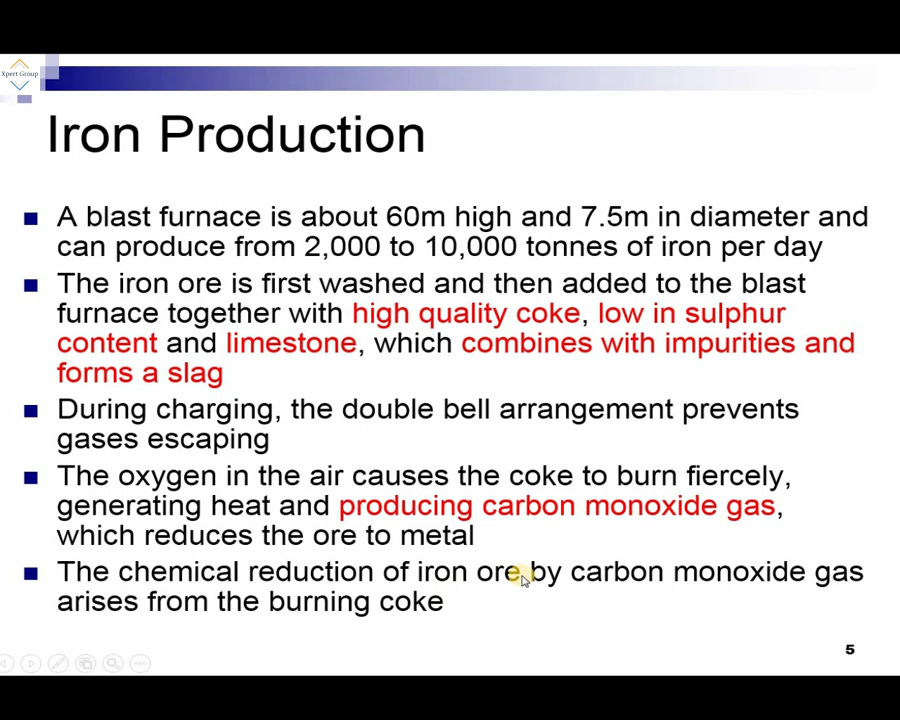 Xpert Group
Iron Production
A blast furnace is about 60m high and 7.5m in diameter and
can produce from 2,000 to 10,000 tonnes of iron per day
The iron ore is first washed and then added to the blast
furnace together with high quality coke, low in sulphur
content and limestone, which combines with impurities and
forms a slag
During charging, the double bell arrangement prevents
gases escaping
The oxygen in the air causes the coke to burn fiercely,
generating heat and producing carbon monoxide gas,
which reduces the ore to metal
The chemical reduction of iron ore by carbon monoxide gas
arises from the burning coke
5